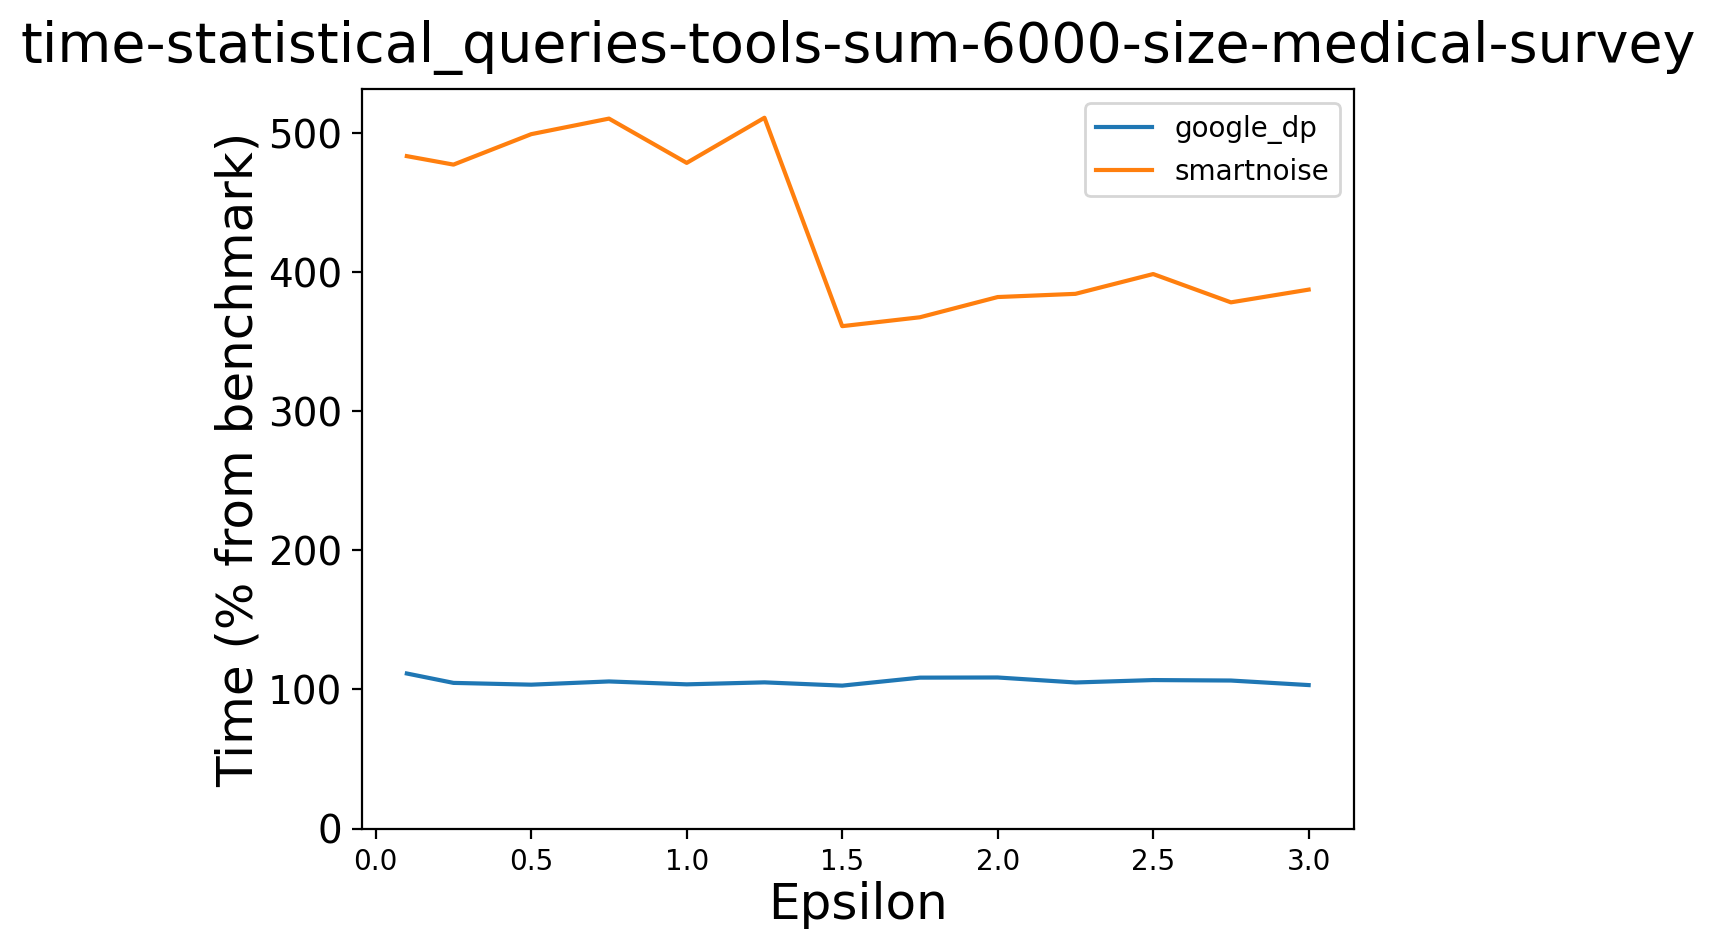 time-statistical_queries-tools-sum-6000-size-medical-survey
google_dp
smartnoise
Time (% from benchmark)
500
400
300
200
100
0
0.0 0.5 1.0 1.5 2.0 2.5 3.0
Epsilon